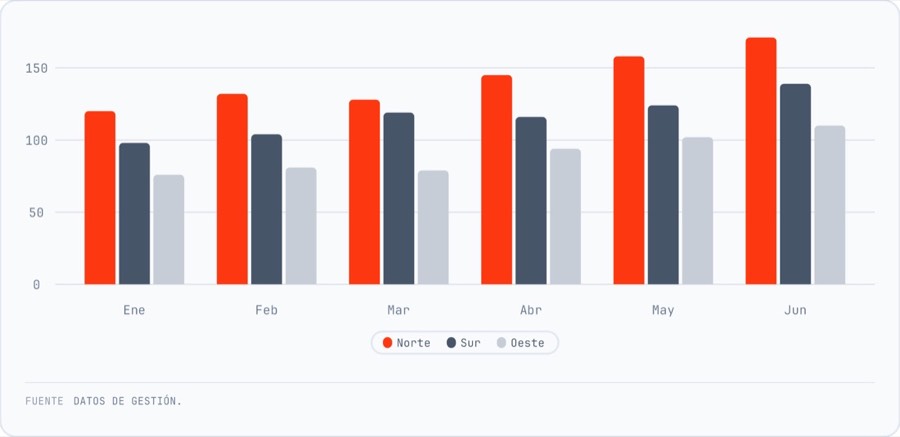 150
100
50
0
Ene Feb Mar Abr May Jun
Norte Sur Oeste
FUENTE DATOS DE GESTIÓN.